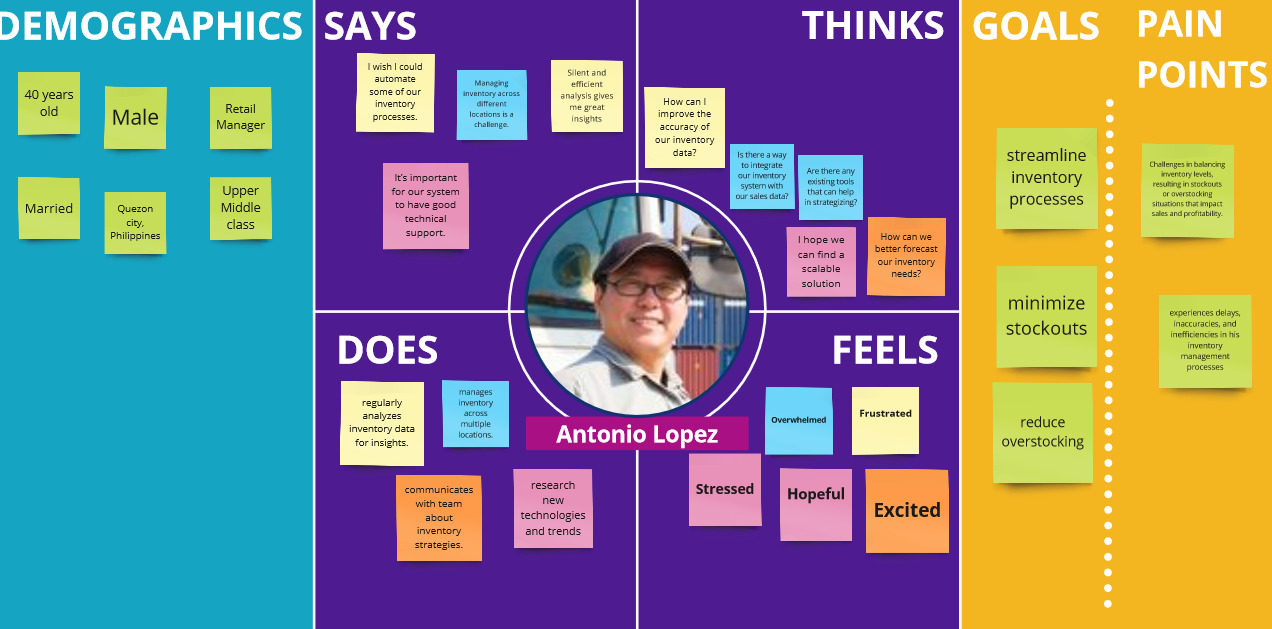 DEMOGRAPHICS
40 years
old
Male
Retail
Manager
Married
Quezon
city,
Philippines
Upper
Middle
class
SAYS
I wish I could
automate
some of our
inventory
processes.
Managing
inventory across
different
locations is a
challenge.
Silent and
efficient
analysis gives
me great
insights
It's important
for our system
to have good
technical
support.
THINKS
How can I
improve the
accuracy of
our inventory
data?
Is there a way
to integrate
our inventory
system with
our sales data?
Are there any
existing tools
that can help
in strategizing?
I hope we
can find a
scalable
solution
How can we
better forecast
our inventory
needs?
Antonio Lopez
DOES
regularly
analyzes
inventory data
for insights.
manages
inventory
across
multiple
locations.
communicates
with team
about
inventory
strategies.
research
new
technologies
and trends
FEELS
Overwhelmed
Frustrated
Stressed
Hopeful
Excited
GOALS
streamline
inventory
processes
minimize
stockouts
reduce
overstocking
PAIN
POINTS
Challenges in balancing
inventory levels,
resulting in stockouts
or overstocking
situations that impact
sales and profitability.
experiences delays,
inaccuracies, and
inefficiencies in his
inventory
management
processes